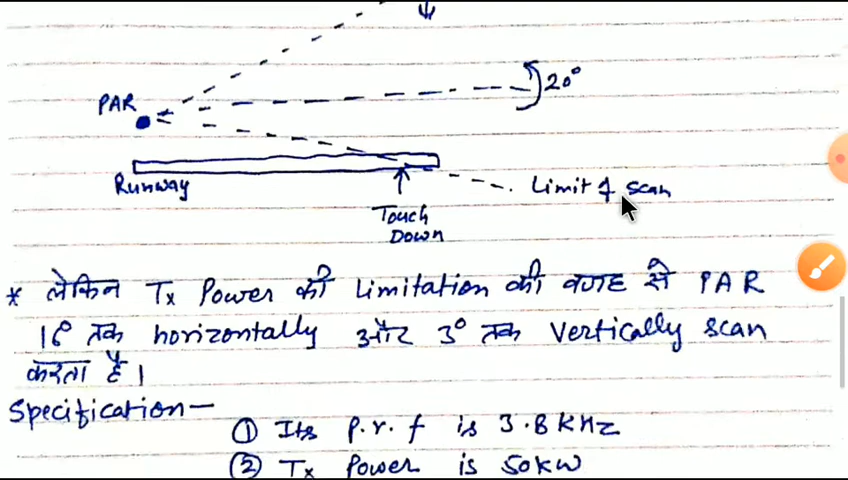 20°
PAR
Runway
Limit of scan
Touch
Down
* लेकिन Tx Power की Limitation की वजह से PAR
16° तक horizontally और 3° तक Vertically scan
करता है।
Specification—
① Its p.r.f is 3.8 KHz
② Tx Power is 50kw